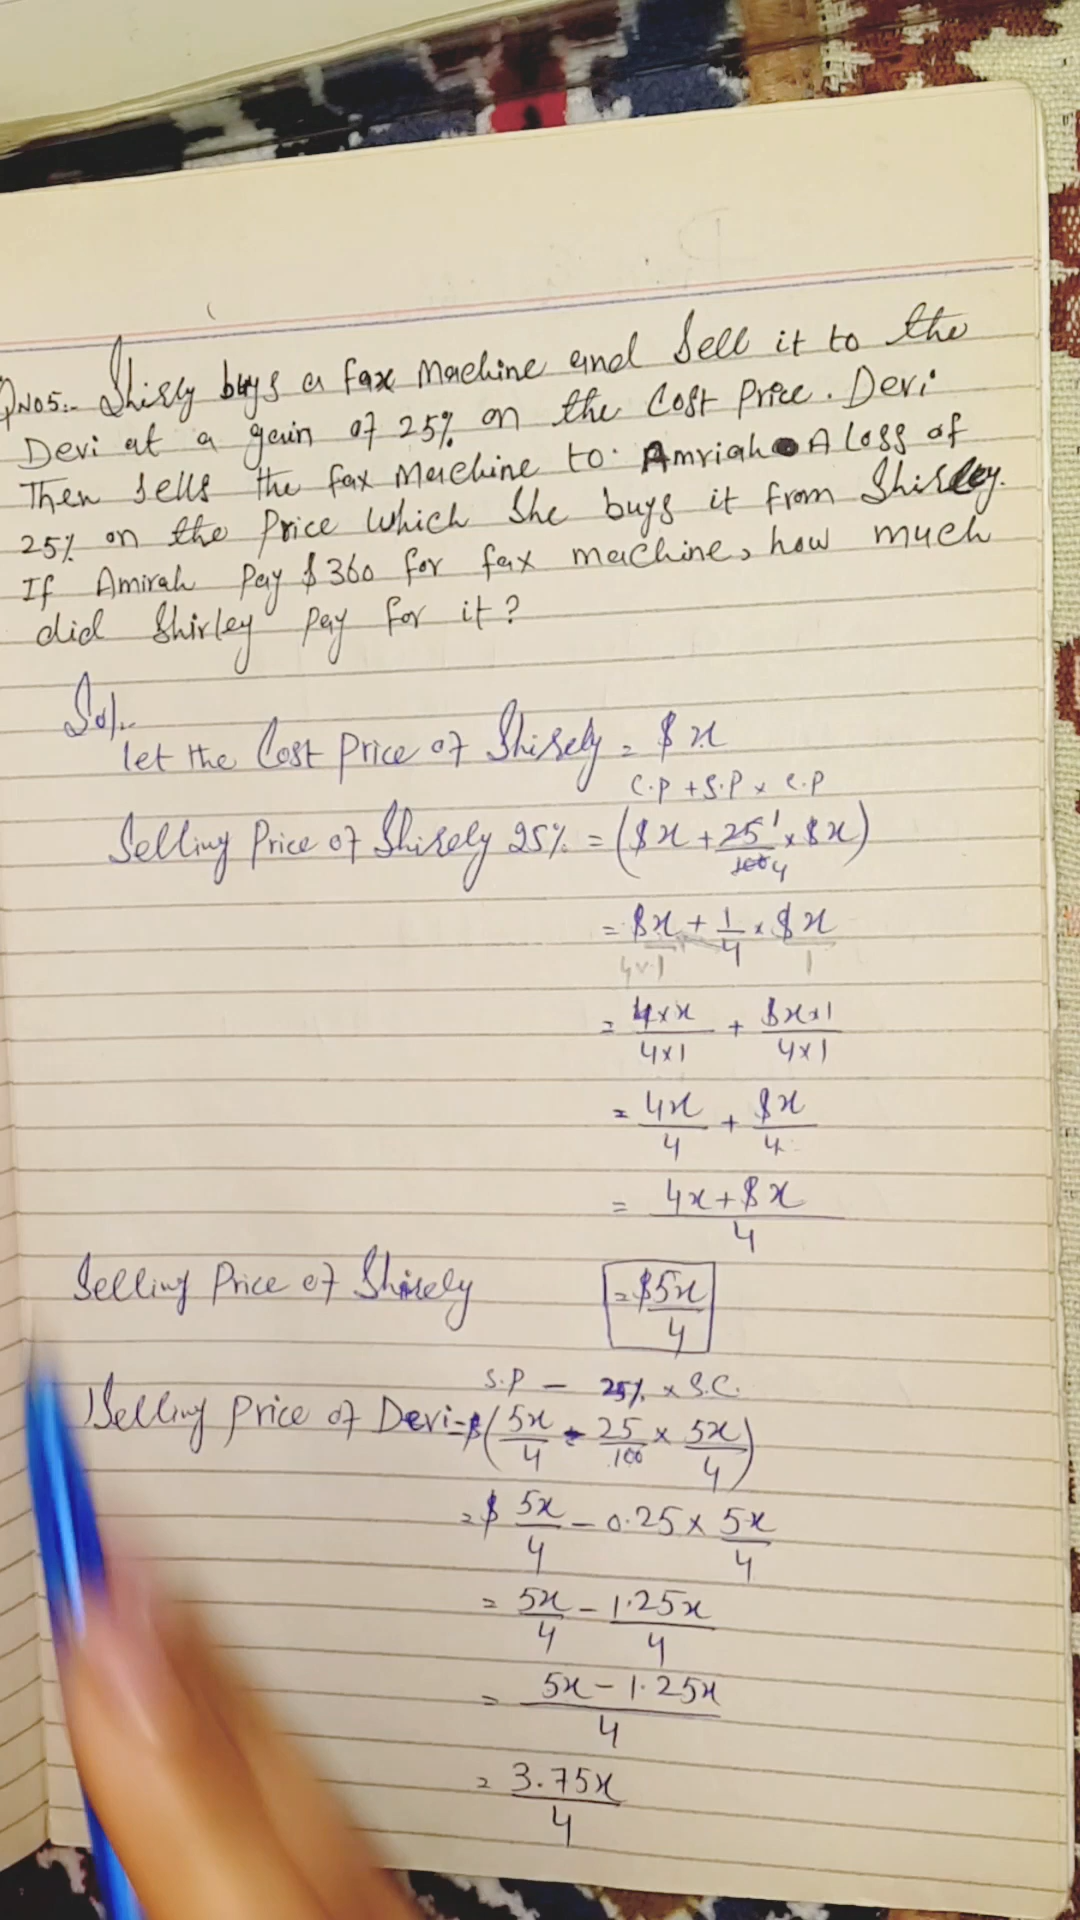 QNo5:- Shirly buys a fax Machine and Sell it to the
Devi at a gain of 25% on the Cost Price. Devi
Then sells the fax Machine to Amriah A Loss of
25% on the Price which She buys it from Shirley.
If Amirah Pay $360 for fax machine, how much
did Shirley pay for it?
Sol:-
let the Cost price of Shirely = $x
C.P + S.P x C.P
Selling Price of Shirely 25% = ($x + 25/100 x $x)
1
4
= $x + 1/4 x $x
4x1 1
= 4xx/4x1 + $xx1/4x1
= 4x/4 + $x/4
= 4x+$x/4
Selling Price of Shirely = $5x/4
S.P - 25% x S.C.
Selling price of Devi = $(5x/4 - 25/100 x 5x/4)
= $ 5x/4 - 0.25 x 5x/4
= 5x/4 - 1.25x/4
= 5x - 1.25x/4
= 3.75x/4